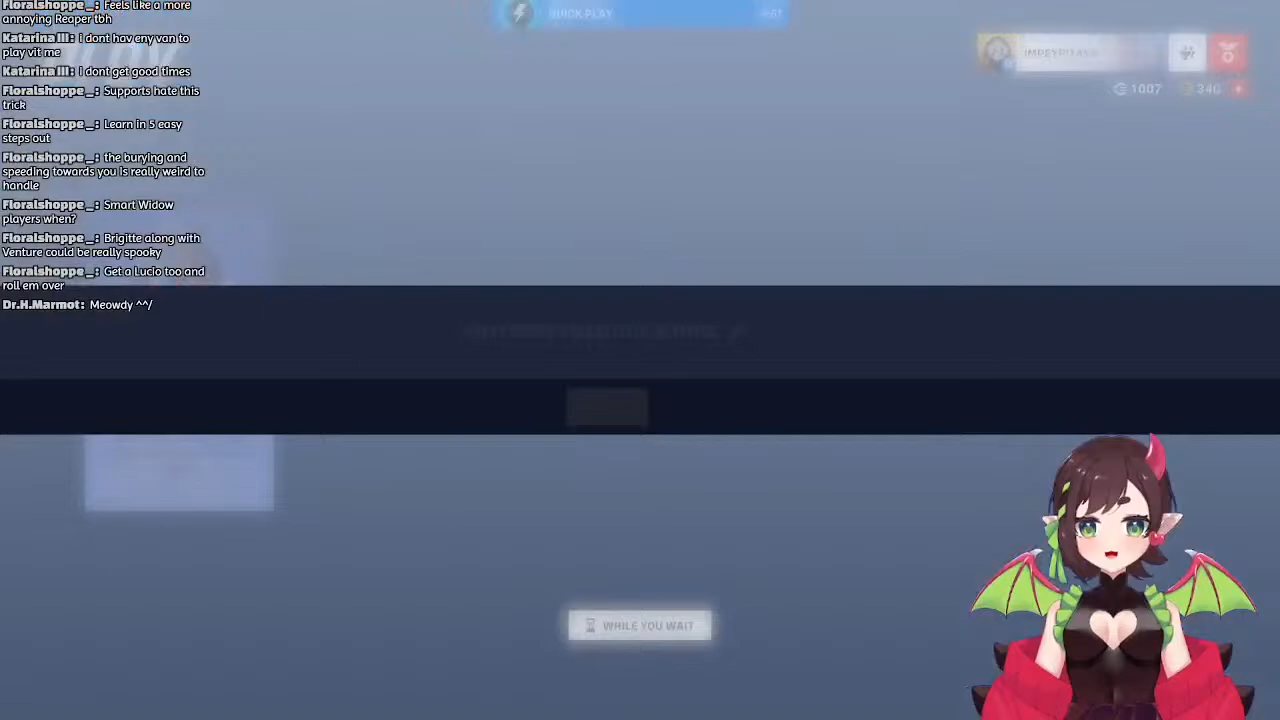 Floralshoppe_: Feels like a more
annoying Reaper tbh
Katarina III: i dont hav eny van to
play vit me
Katarina III: i dont get good times
Floralshoppe_: Supports hate this
trick
Floralshoppe_: Learn in 5 easy
steps out
Floralshoppe_: the burying and
speeding towards you is really weird to
handle
Floralshoppe_: Smart Widow
players when?
Floralshoppe_: Brigitte along with
Venture could be really spooky
Floralshoppe_: Get a Lucio too and
roll em over
Dr.H.Marmot: Meowdy ^^/
QUICK PLAY
1007
340
WHILE YOU WAIT